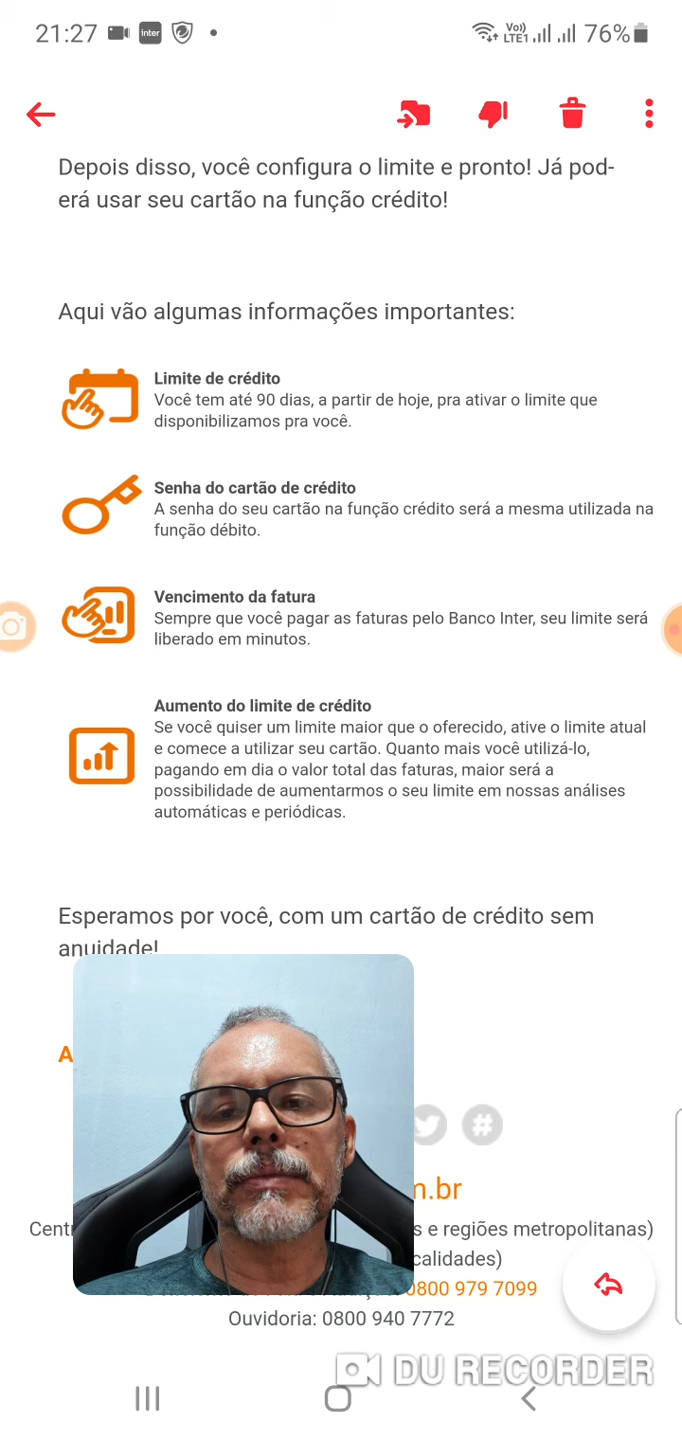 21:27
inter
Vo))
LTE1
76%
Depois disso, você configura o limite e pronto! Já pod-
erá usar seu cartão na função crédito!
Aqui vão algumas informações importantes:
Limite de crédito
Você tem até 90 dias, a partir de hoje, pra ativar o limite que
disponibilizamos pra você.
Senha do cartão de crédito
A senha do seu cartão na função crédito será a mesma utilizada na
função débito.
Vencimento da fatura
Sempre que você pagar as faturas pelo Banco Inter, seu limite será
liberado em minutos.
Aumento do limite de crédito
Se você quiser um limite maior que o oferecido, ative o limite atual
e comece a utilizar seu cartão. Quanto mais você utilizá-lo,
pagando em dia o valor total das faturas, maior será a
possibilidade de aumentarmos o seu limite em nossas análises
automáticas e periódicas.
Esperamos por você, com um cartão de crédito sem
anuidade!
A
#
m.br
s e regiões metropolitanas)
calidades)
0800 979 7099
Ouvidoria: 0800 940 7772
DU RECORDER